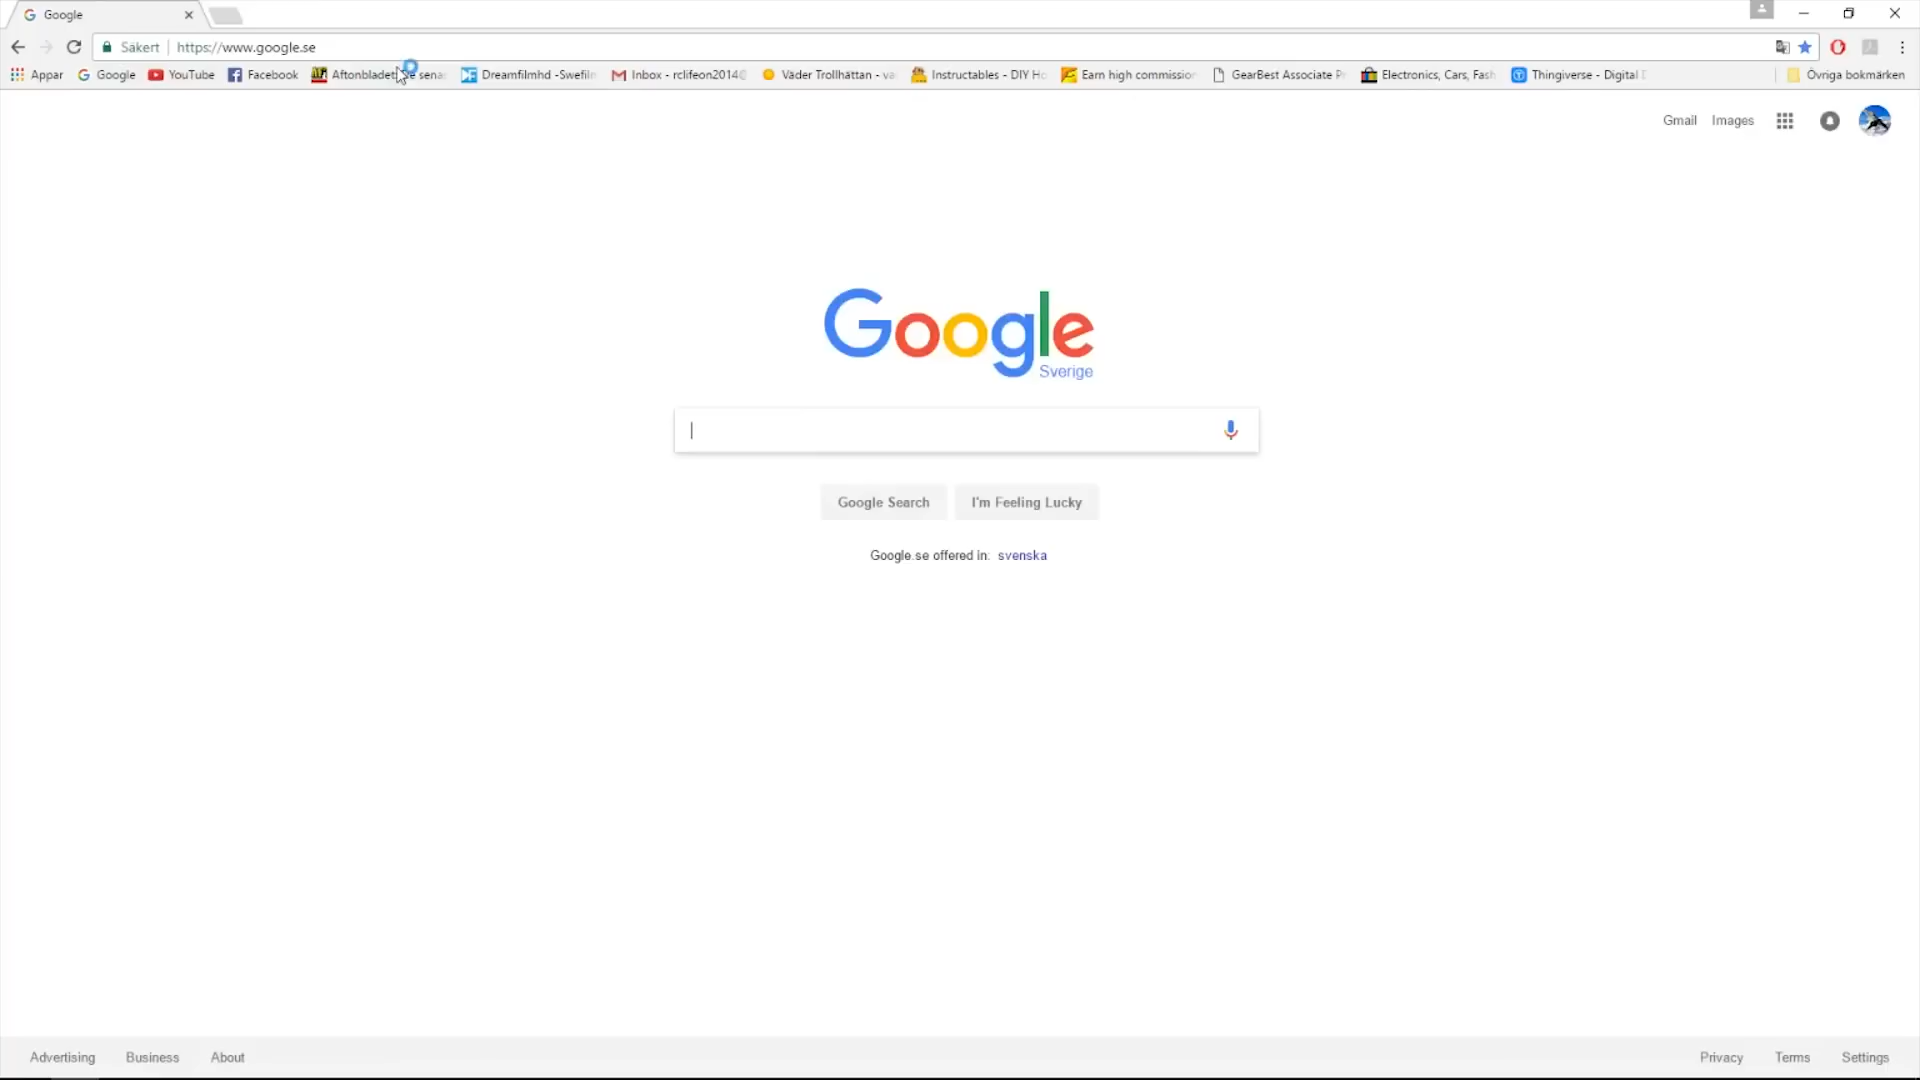 Google
Säkert https://www.google.se
Appar Google YouTube Facebook Aftonbladet sena Dreamfilmhd -Swefil Inbox - rclifeon2014 Väder Trollhättan - va Instructables - DIY Ho Earn high commission GearBest Associate P Electronics, Cars, Fash Thingiverse - Digital Övriga bokmärken
Gmail Images
Google
Sverige
Google Search I'm Feeling Lucky
Google.se offered in: svenska
Advertising Business About Privacy Terms Settings